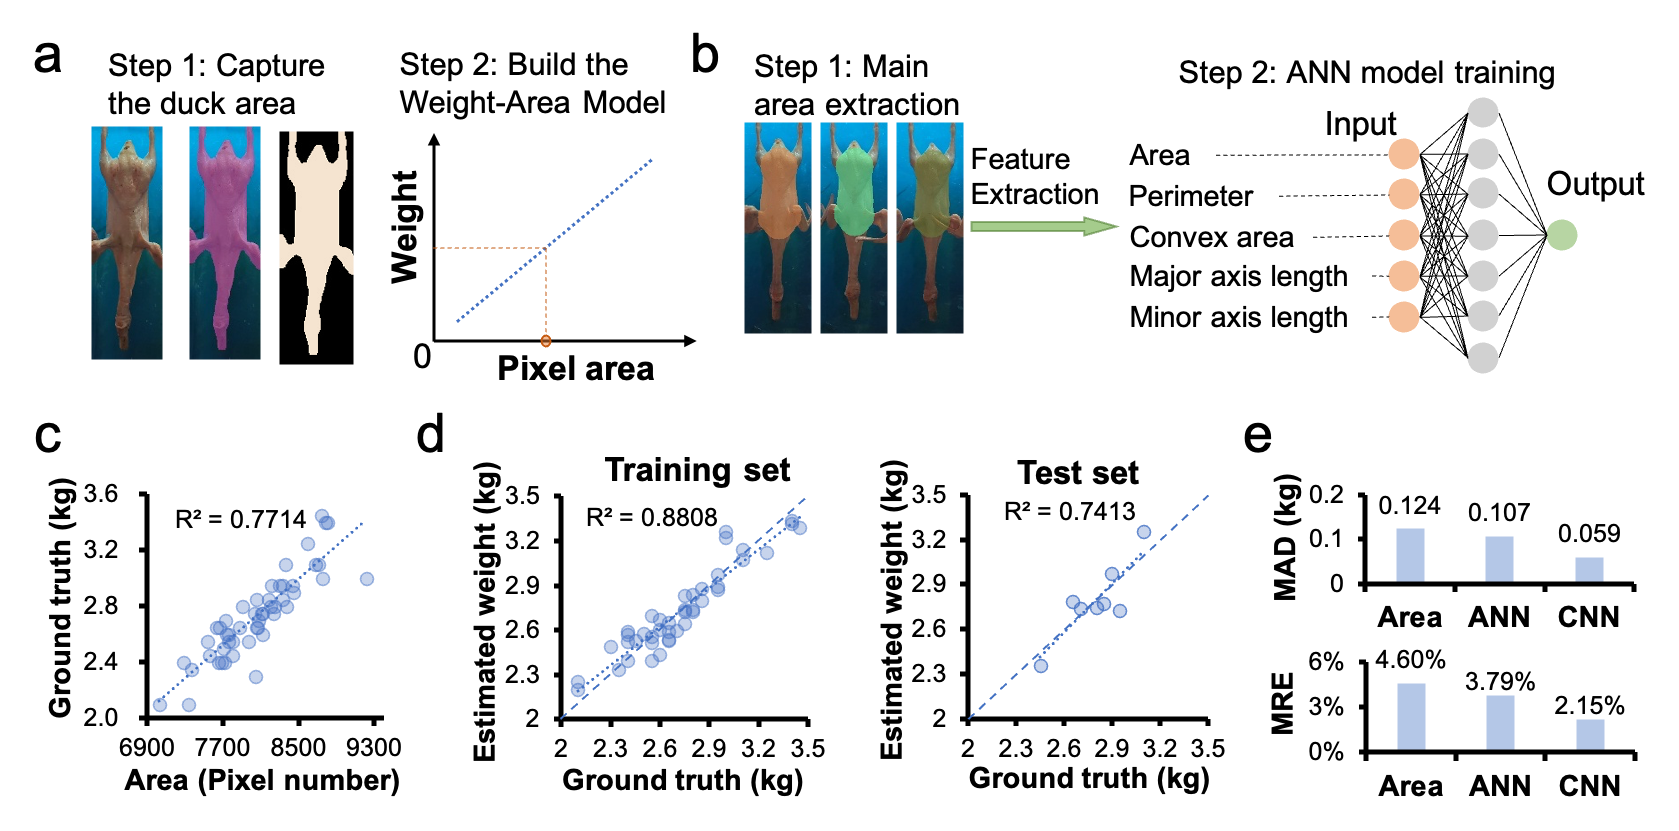 a
Step 1: Capture
the duck area
Step 2: Build the
Weight-Area Model
Weight
0
Pixel area
b
Step 1: Main
area extraction
Feature
Extraction
Step 2: ANN model training
Input
Area
Perimeter
Convex area
Major axis length
Minor axis length
Output
c
Ground truth (kg)
3.6
3.2
2.8
2.4
2.0
R² = 0.7714
6900 7700 8500 9300
Area (Pixel number)
d
Training set
Estimated weight (kg)
3.5
3.2
2.9
2.6
2.3
2
R² = 0.8808
2 2.3 2.6 2.9 3.2 3.5
Ground truth (kg)
Test set
Estimated weight (kg)
3.5
3.2
2.9
2.6
2.3
2
R² = 0.7413
2 2.3 2.6 2.9 3.2 3.5
Ground truth (kg)
e
MAD (kg)
0.2
0.1
0
0.124 0.107 0.059
Area ANN CNN
MRE
6%
3%
0%
4.60% 3.79% 2.15%
Area ANN CNN